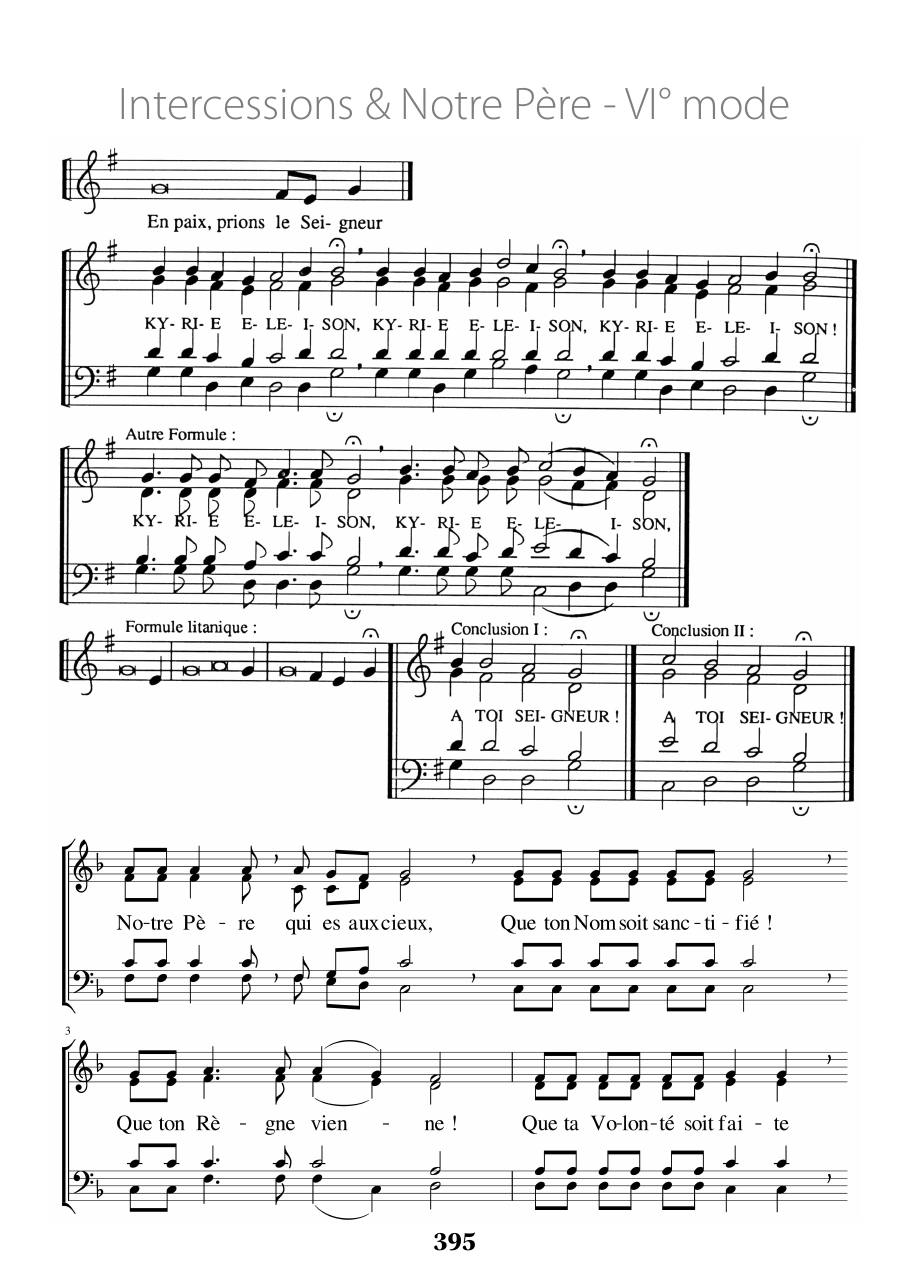 Intercessions & Notre Père - VI° mode
En paix, prions le Sei- gneur
KY- RI- E E- LE- I- SON, KY- RI- E E- LE- I- SON, KY- RI- E E- LE- I- SON !
Autre Formule :
KY- RI- E E- LE- I- SON, KY- RI- E E- LE- I- SON,
Formule litanique : Conclusion I : Conclusion II :
A TOI SEI- GNEUR ! A TOI SEI- GNEUR !
No-tre Pè - re qui es aux cieux, Que ton Nom soit sanc - ti - fié !
3
Que ton Rè - gne vien - ne ! Que ta Vo-lon-té soit fai - te
395